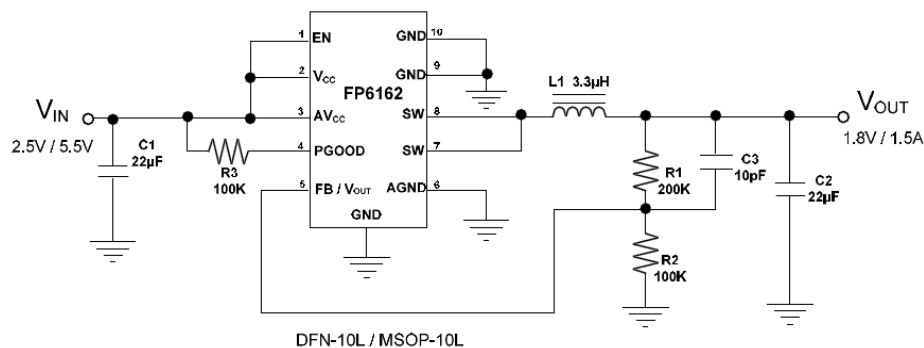 1 EN
2 VCC
3 AVCC
4 PGOOD
5 FB / VOUT
GND
FP6162
GND 10
GND 9
SW 8
SW 7
AGND 6
VIN
2.5V / 5.5V
C1
22µF
R3
100K
L1 3.3µH
R1
200K
C3
10pF
R2
100K
C2
22µF
VOUT
1.8V / 1.5A
DFN-10L / MSOP-10L